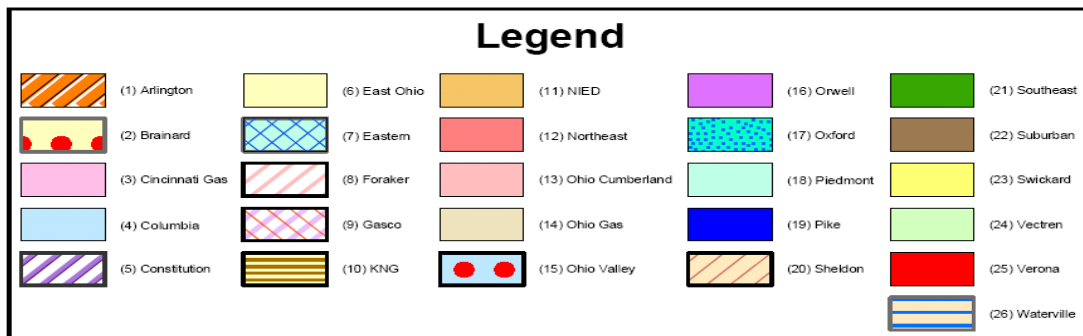 Legend
(1) Arlington
(2) Brainard
(3) Cincinnati Gas
(4) Columbia
(5) Constitution
(6) East Ohio
(7) Eastern
(8) Foraker
(9) Gasco
(10) KNG
(11) NIED
(12) Northeast
(13) Ohio Cumberland
(14) Ohio Gas
(15) Ohio Valley
(16) Orwell
(17) Oxford
(18) Piedmont
(19) Pike
(20) Sheldon
(21) Southeast
(22) Suburban
(23) Swickard
(24) Vectren
(25) Verona
(26) Waterville